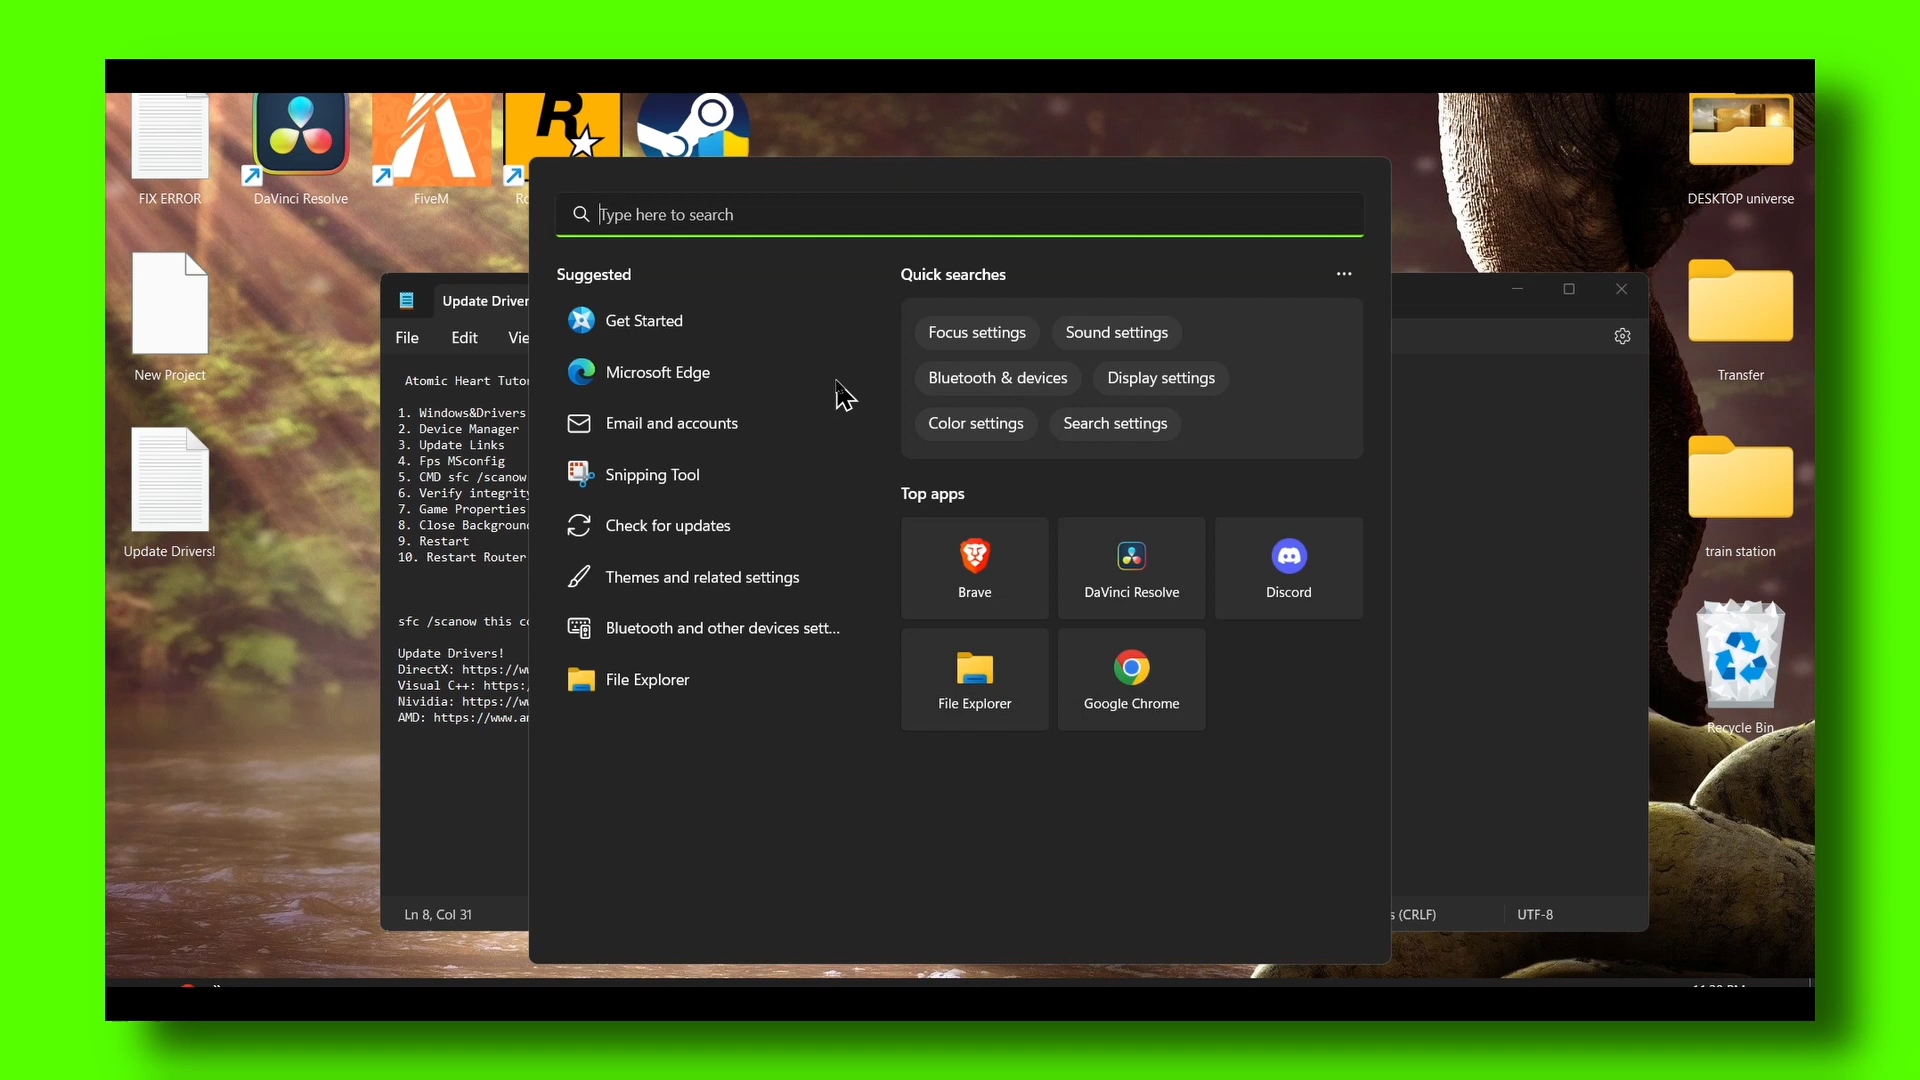 FIX ERROR
DaVinci Resolve
FiveM
R
DESKTOP universe
New Project
Update Drivers!
Transfer
train station
Recycle Bin
File
Edit
Atomic Heart
1. Windows&Drivers
2. Device Manager
3. Update Links
4. Fps MSconfig
5. CMD sfc /scanow
6. Verify integrity
7. Game Properties
8. Close Background
9. Restart
10. Restart Router
sfc /scanow this
Update Drivers!
DirectX: https://w
Visual C++: https:/
Nividia: https://w
AMD: https://www.a
Ln 8, Col 31
(CRLF)
UTF-8
Type here to search
Suggested
Get Started
Microsoft Edge
Email and accounts
Snipping Tool
Check for updates
Themes and related settings
Bluetooth and other devices sett...
File Explorer
Quick searches
Focus settings
Sound settings
Bluetooth & devices
Display settings
Color settings
Search settings
Top apps
Brave
DaVinci Resolve
Discord
File Explorer
Google Chrome